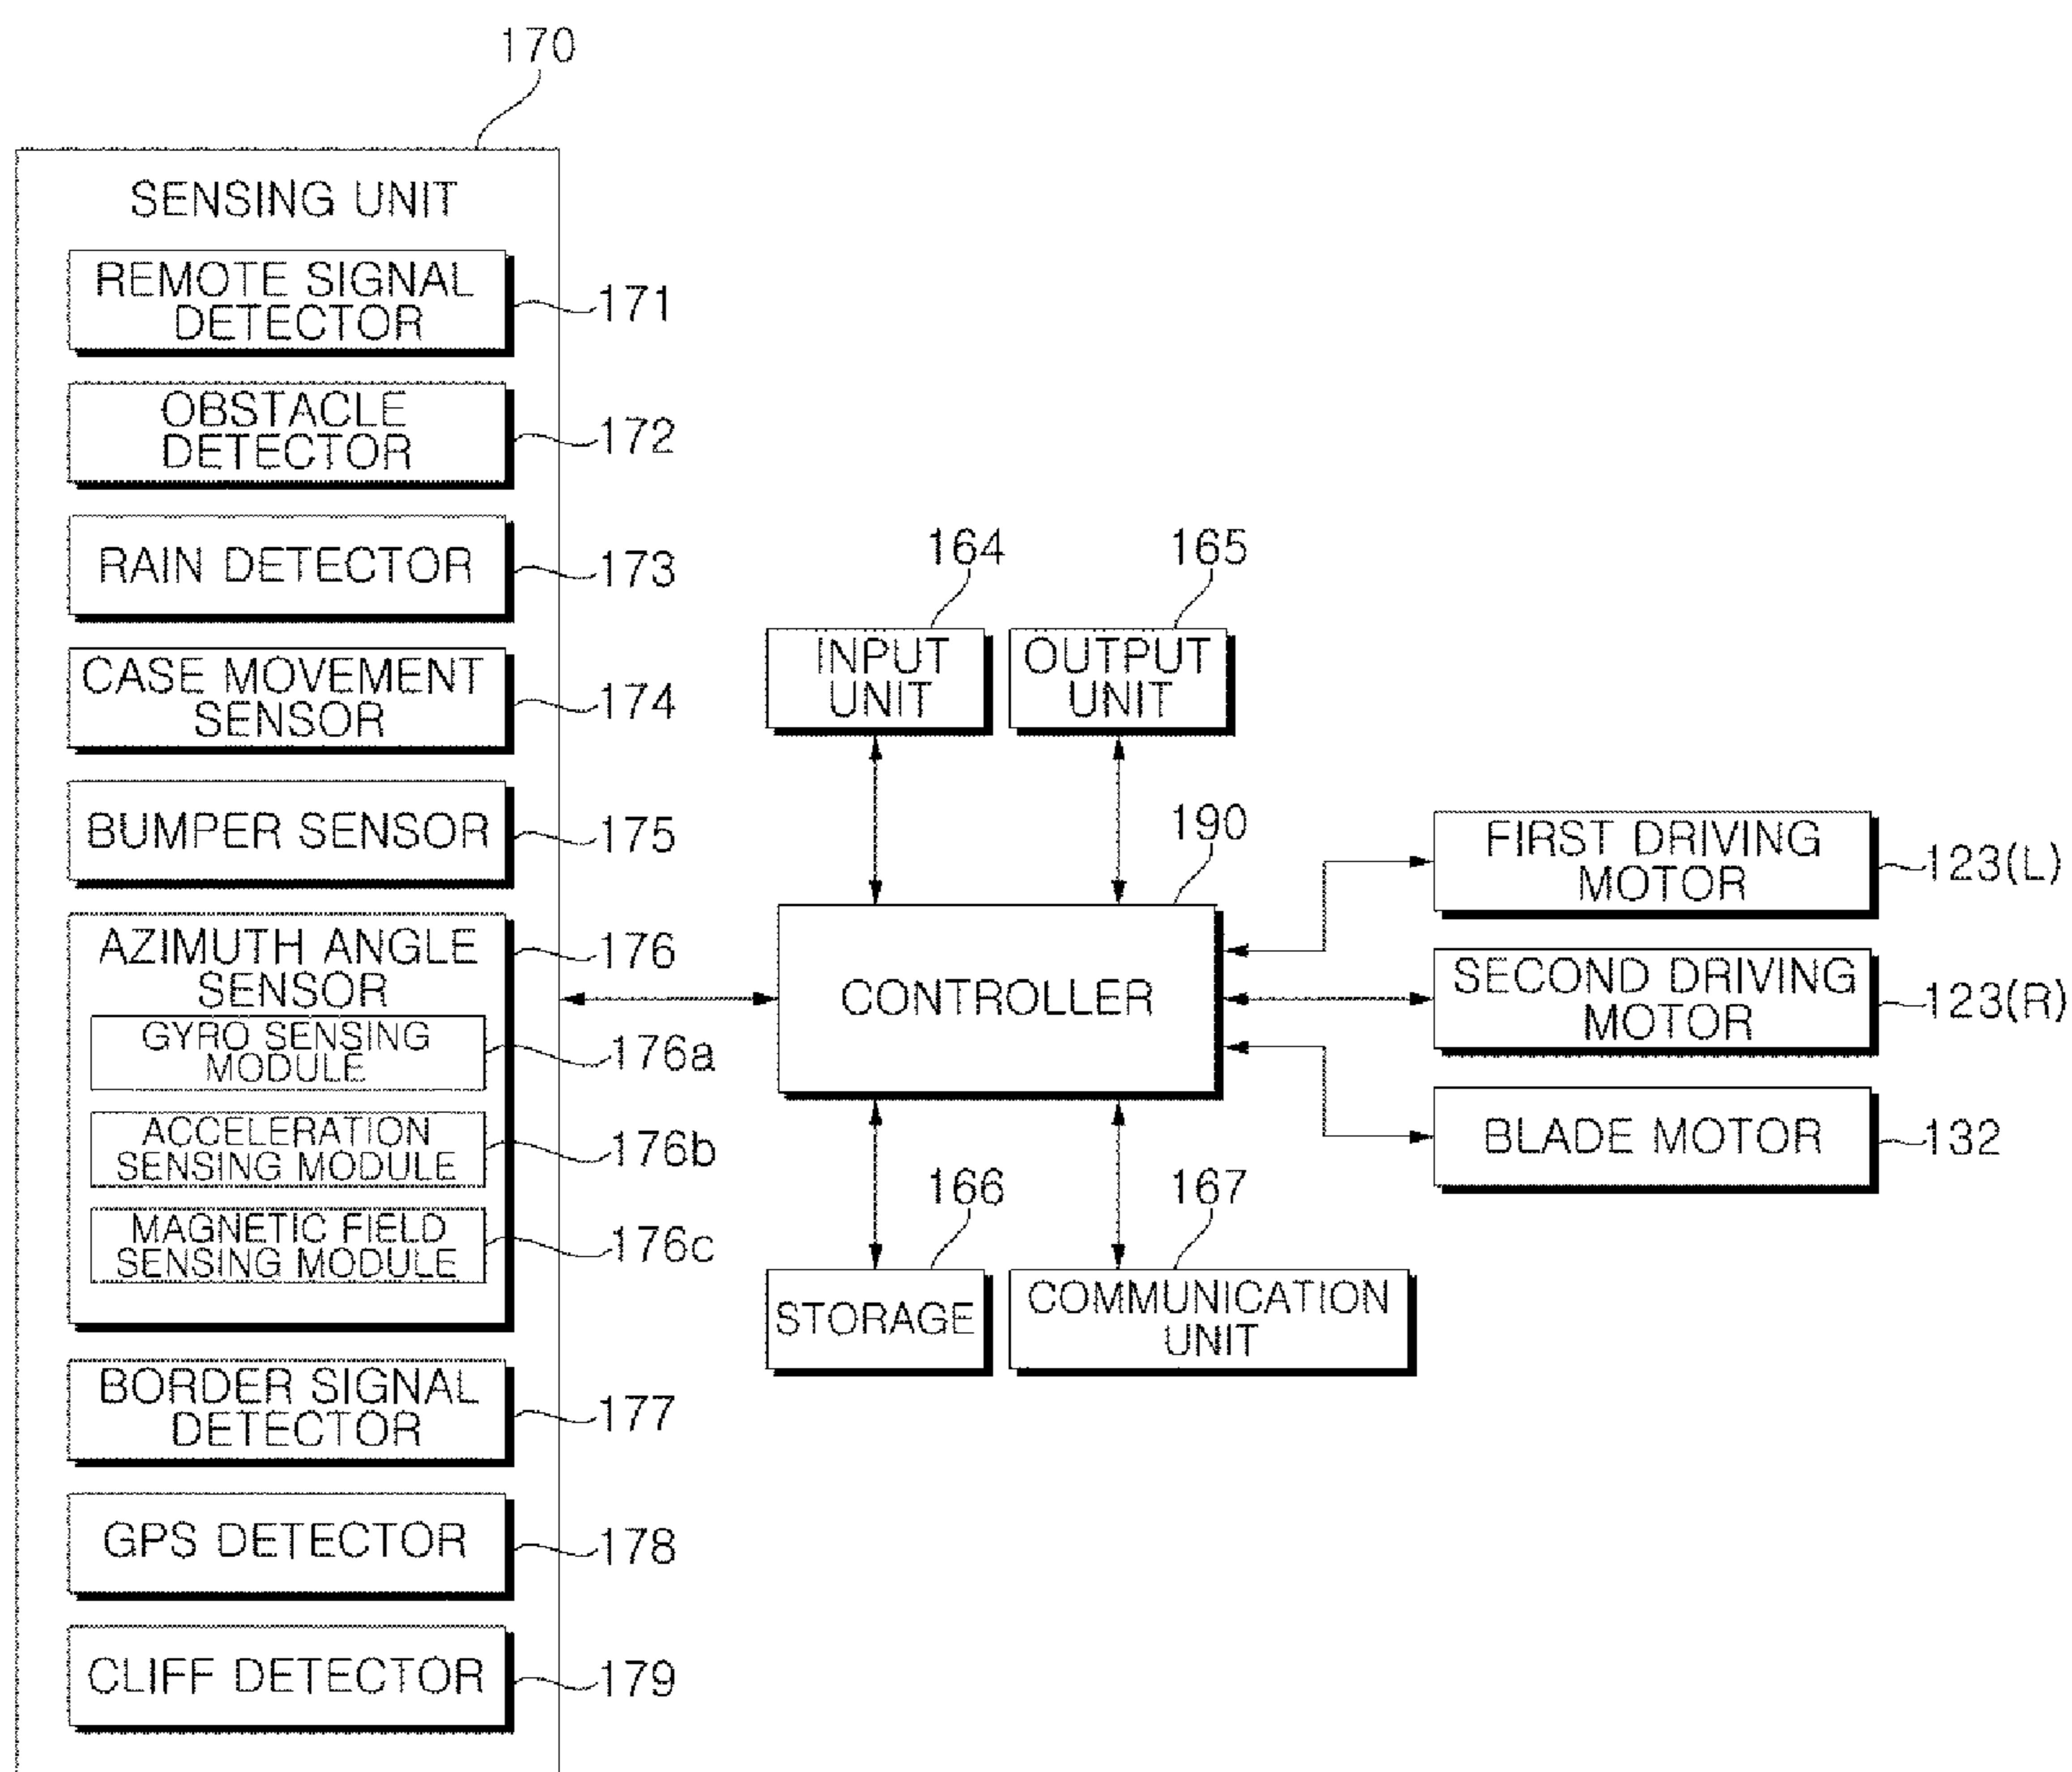 170
SENSING UNIT
REMOTE SIGNAL
DETECTOR
171
OBSTACLE
DETECTOR
172
RAIN DETECTOR
173
CASE MOVEMENT
SENSOR
174
BUMPER SENSOR
175
AZIMUTH ANGLE
SENSOR
176
GYRO SENSING
MODULE
176a
ACCELERATION
SENSING MODULE
176b
MAGNETIC FIELD
SENSING MODULE
176c
BORDER SIGNAL
DETECTOR
177
GPS DETECTOR
178
CLIFF DETECTOR
179
164
INPUT
UNIT
165
OUTPUT
UNIT
190
CONTROLLER
166
STORAGE
167
COMMUNICATION
UNIT
FIRST DRIVING
MOTOR
123(L)
SECOND DRIVING
MOTOR
123(R)
BLADE MOTOR
132